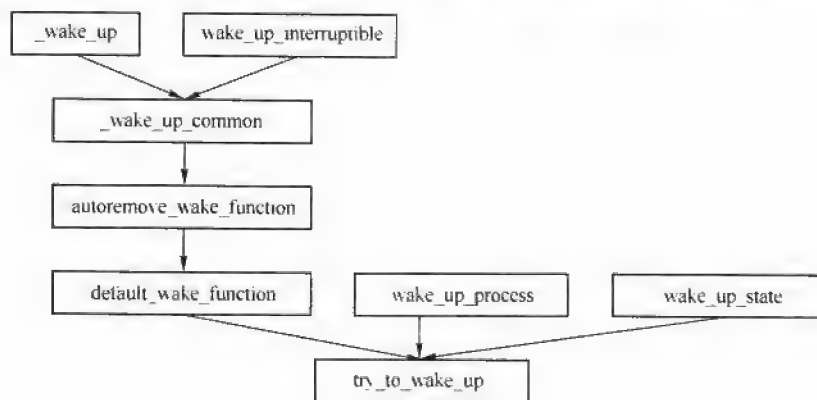 _wake_up
wake_up_interruptible
_wake_up_common
autoremove_wake_function
default_wake_function
wake_up_process
wake_up_state
try_to_wake_up